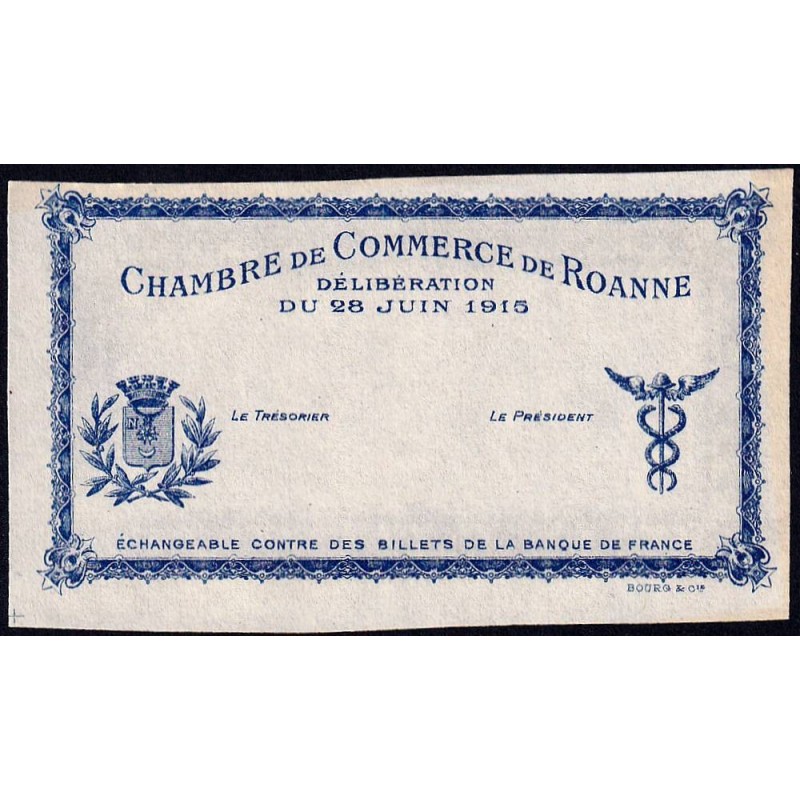 CHAMBRE DE COMMERCE DE ROANNE
DÉLIBÉRATION
DU 28 JUIN 1915
N
LE TRÉSORIER
LE PRÉSIDENT
ÉCHANGEABLE CONTRE DES BILLETS DE LA BANQUE DE FRANCE
BOURG & Cie